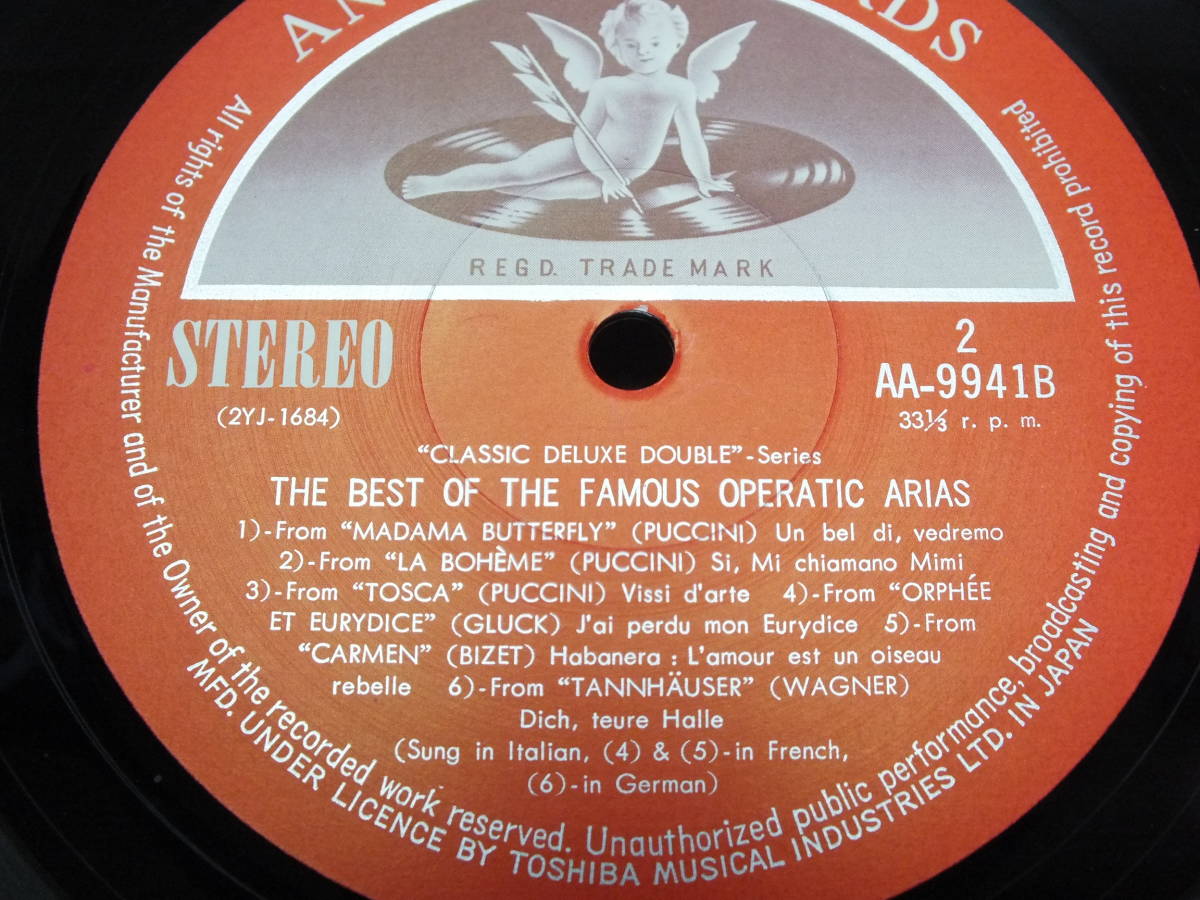 REGD. TRADE MARK
STEREO
(2YJ-1684)
2
AA-9941B
33⅓ r. p. m.
"CLASSIC DELUXE DOUBLE"-Series
THE BEST OF THE FAMOUS OPERATIC ARIAS
1)-From "MADAMA BUTTERFLY" (PUCCINI) Un bel di, vedremo
2)-From "LA BOHÈME" (PUCCINI) Si, Mi chiamano Mimi
3)-From "TOSCA" (PUCCINI) Vissi d'arte 4)-From "ORPHÉE
ET EURYDICE" (GLUCK) J'ai perdu mon Eurydice 5)-From
"CARMEN" (BIZET) Habanera : L'amour est un oiseau
rebelle 6)-From "TANNHÄUSER" (WAGNER)
Dich, teure Halle
(Sung in Italian, (4) & (5)-in French,
(6)-in German)
All rights of the Manufacturer and of the Owner of the recorded work reserved. Unauthorized public performance, broadcasting and copying of this record prohibited
MFD. UNDER LICENCE BY TOSHIBA MUSICAL INDUSTRIES LTD. IN JAPAN